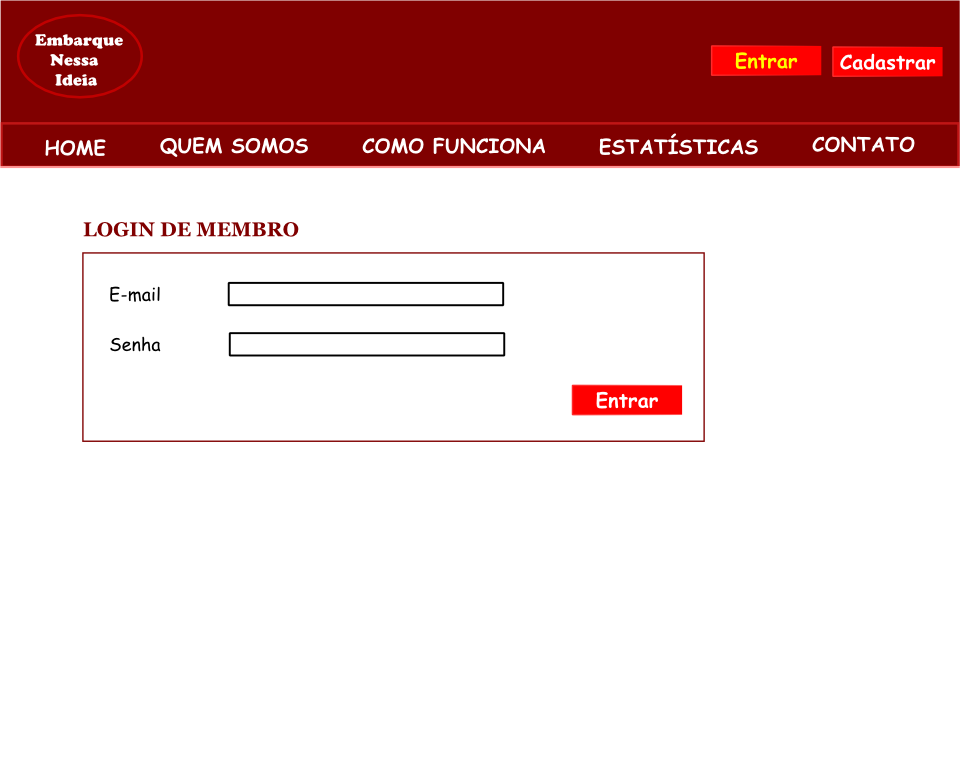 Embarque
Nessa
Ideia
Entrar
Cadastrar
HOME
QUEM SOMOS
COMO FUNCIONA
ESTATÍSTICAS
CONTATO
LOGIN DE MEMBRO
E-mail
Senha
Entrar